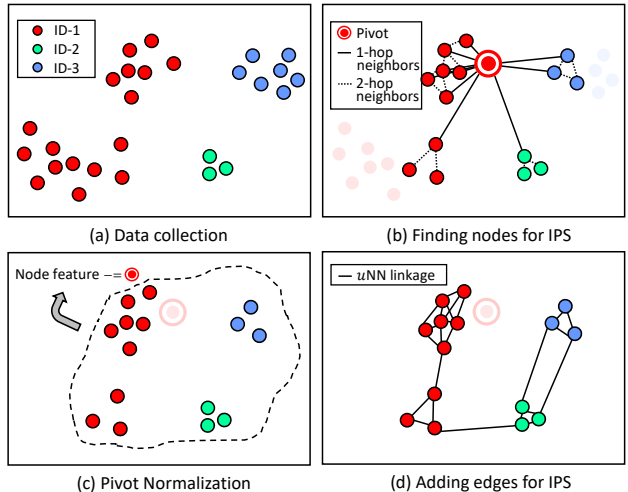 ID-1
ID-2
ID-3
(a) Data collection
Pivot
1-hop
neighbors
2-hop
neighbors
(b) Finding nodes for IPS
Node feature −=
(c) Pivot Normalization
uNN linkage
(d) Adding edges for IPS